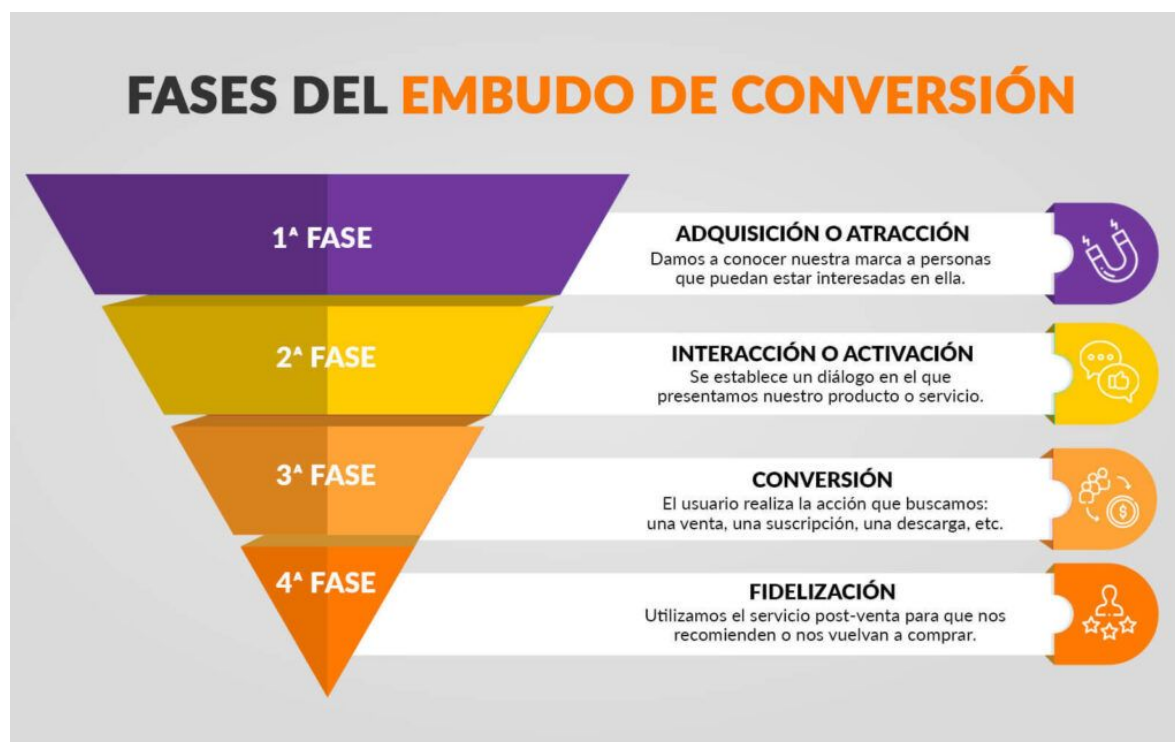 FASES DEL EMBUDO DE CONVERSIÓN
1ª FASE
ADQUISICIÓN O ATRACCIÓN
Damos a conocer nuestra marca a personas
que puedan estar interesadas en ella.
2ª FASE
INTERACCIÓN O ACTIVACIÓN
Se establece un diálogo en el que
presentamos nuestro producto o servicio.
3ª FASE
CONVERSIÓN
El usuario realiza la acción que buscamos:
una venta, una suscripción, una descarga, etc.
$
4ª FASE
FIDELIZACIÓN
Utilizamos el servicio post-venta para que nos
recomienden o nos vuelvan a comprar.